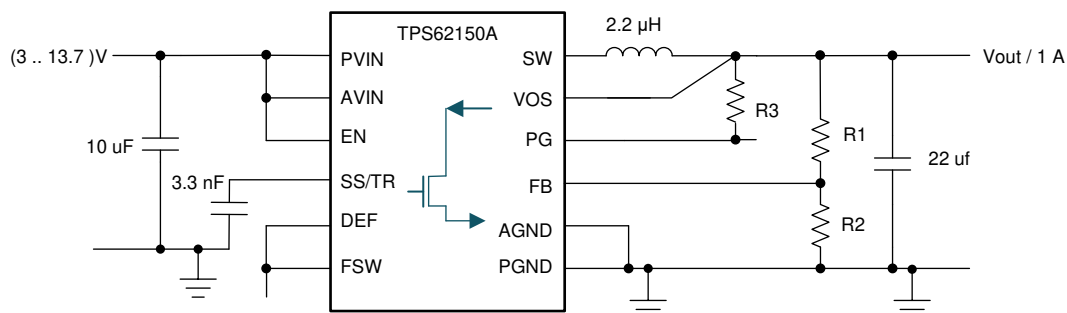 TPS62150A
(3 .. 13.7 )V
PVIN
AVIN
EN
SS/TR
DEF
FSW
10 uF
3.3 nF
SW
VOS
PG
FB
AGND
PGND
2.2 µH
R3
R1
R2
22 uf
Vout / 1 A